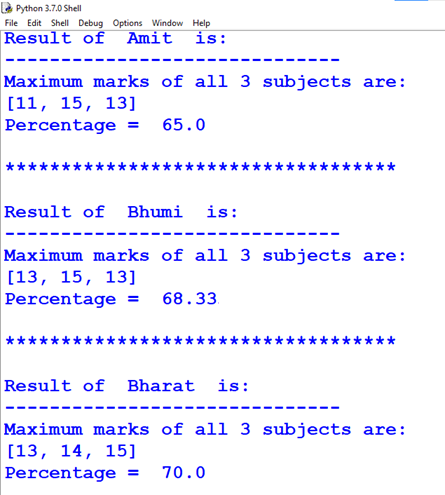 Python 3.7.0 Shell
File Edit Shell Debug Options Window Help
Result of  Amit  is:
------------------------------
Maximum marks of all 3 subjects are:
[11, 15, 13]
Percentage =  65.0
***********************************
Result of  Bhumi  is:
------------------------------
Maximum marks of all 3 subjects are:
[13, 15, 13]
Percentage =  68.33
***********************************
Result of  Bharat  is:
------------------------------
Maximum marks of all 3 subjects are:
[13, 14, 15]
Percentage =  70.0